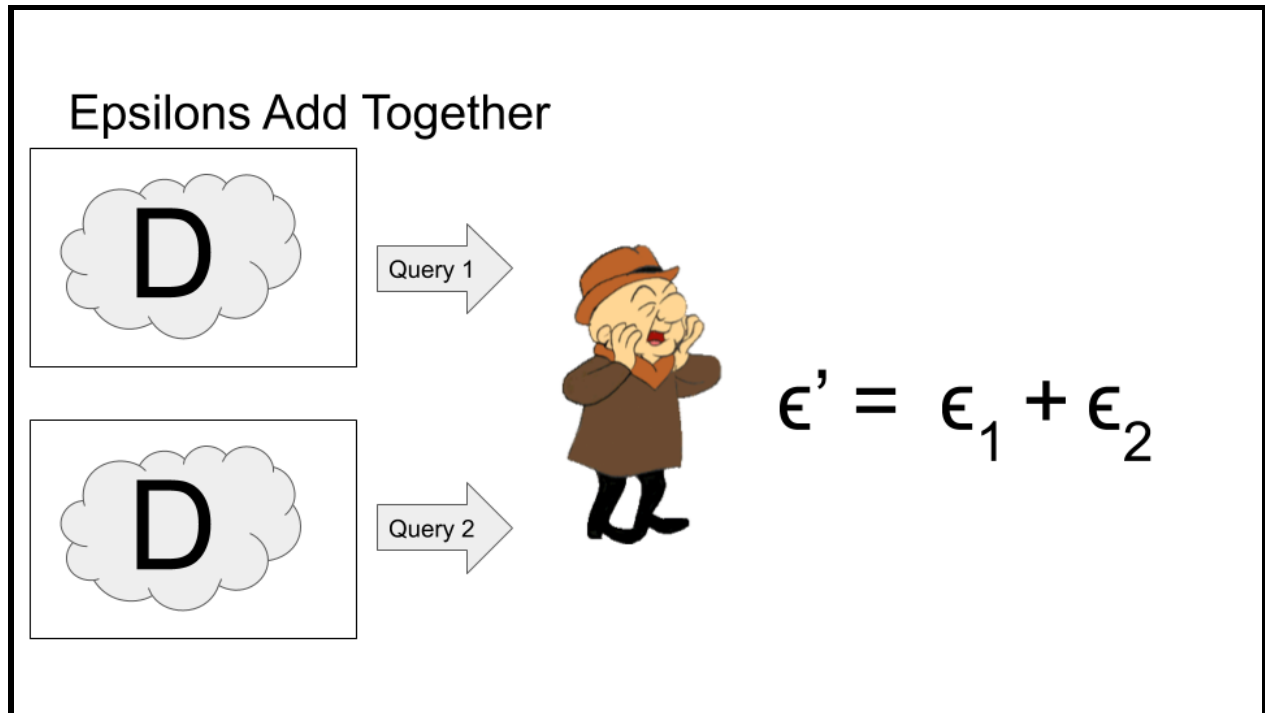 Epsilons Add Together
D
Query 1
D
Query 2
ϵ’ = ϵ1 + ϵ2